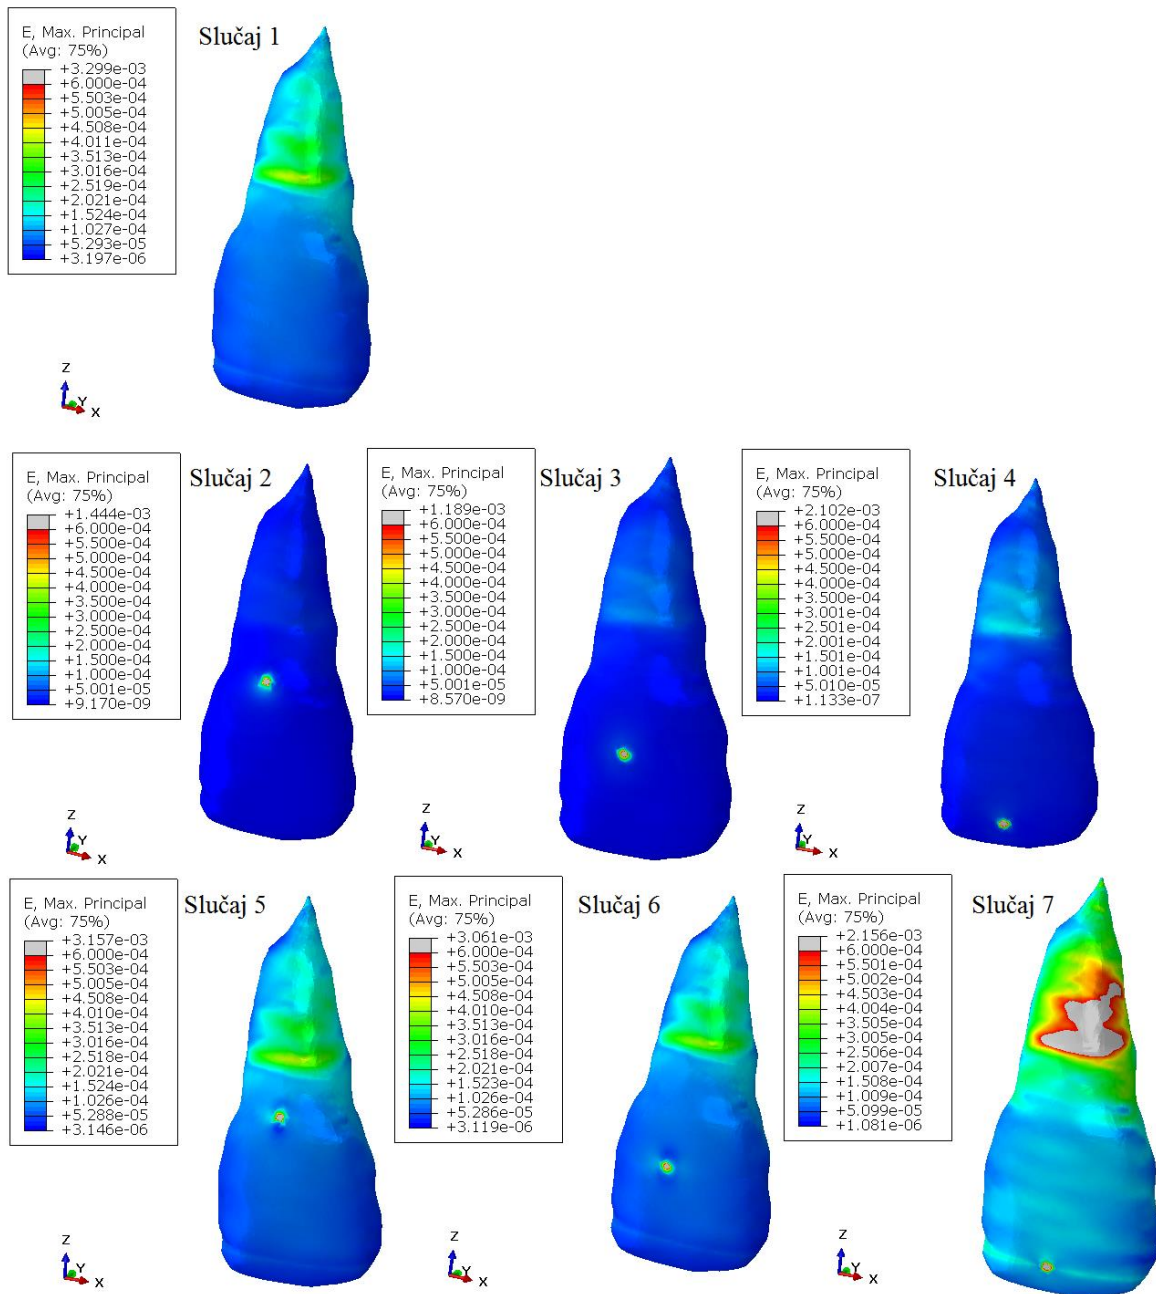 E, Max. Principal
(Avg: 75%)
+3.299e-03
+6.000e-04
+5.503e-04
+5.005e-04
+4.508e-04
+4.011e-04
+3.513e-04
+3.016e-04
+2.519e-04
+2.021e-04
+1.524e-04
+1.027e-04
+5.293e-05
+3.197e-06
Slučaj 1
Z
Y
X
E, Max. Principal
(Avg: 75%)
+1.444e-03
+6.000e-04
+5.500e-04
+5.000e-04
+4.500e-04
+4.000e-04
+3.500e-04
+3.000e-04
+2.500e-04
+2.000e-04
+1.500e-04
+1.000e-04
+5.001e-05
+9.170e-09
Slučaj 2
Z
Y
X
E, Max. Principal
(Avg: 75%)
+1.189e-03
+6.000e-04
+5.500e-04
+5.000e-04
+4.500e-04
+4.000e-04
+3.500e-04
+3.000e-04
+2.500e-04
+2.000e-04
+1.500e-04
+1.000e-04
+5.001e-05
+8.570e-09
Slučaj 3
Z
Y
X
E, Max. Principal
(Avg: 75%)
+2.102e-03
+6.000e-04
+5.500e-04
+5.000e-04
+4.500e-04
+4.000e-04
+3.500e-04
+3.001e-04
+2.501e-04
+2.001e-04
+1.501e-04
+1.001e-04
+5.010e-05
+1.133e-07
Slučaj 4
Z
Y
X
E, Max. Principal
(Avg: 75%)
+3.157e-03
+6.000e-04
+5.503e-04
+5.005e-04
+4.508e-04
+4.010e-04
+3.513e-04
+3.016e-04
+2.518e-04
+2.021e-04
+1.524e-04
+1.026e-04
+5.288e-05
+3.146e-06
Slučaj 5
Z
Y
X
E, Max. Principal
(Avg: 75%)
+3.061e-03
+6.000e-04
+5.503e-04
+5.005e-04
+4.508e-04
+4.010e-04
+3.513e-04
+3.016e-04
+2.518e-04
+2.021e-04
+1.523e-04
+1.026e-04
+5.286e-05
+3.119e-06
Slučaj 6
Z
Y
X
E, Max. Principal
(Avg: 75%)
+2.156e-03
+6.000e-04
+5.501e-04
+5.002e-04
+4.503e-04
+4.004e-04
+3.505e-04
+3.005e-04
+2.506e-04
+2.007e-04
+1.508e-04
+1.009e-04
+5.099e-05
+1.081e-06
Slučaj 7
Z
Y
X